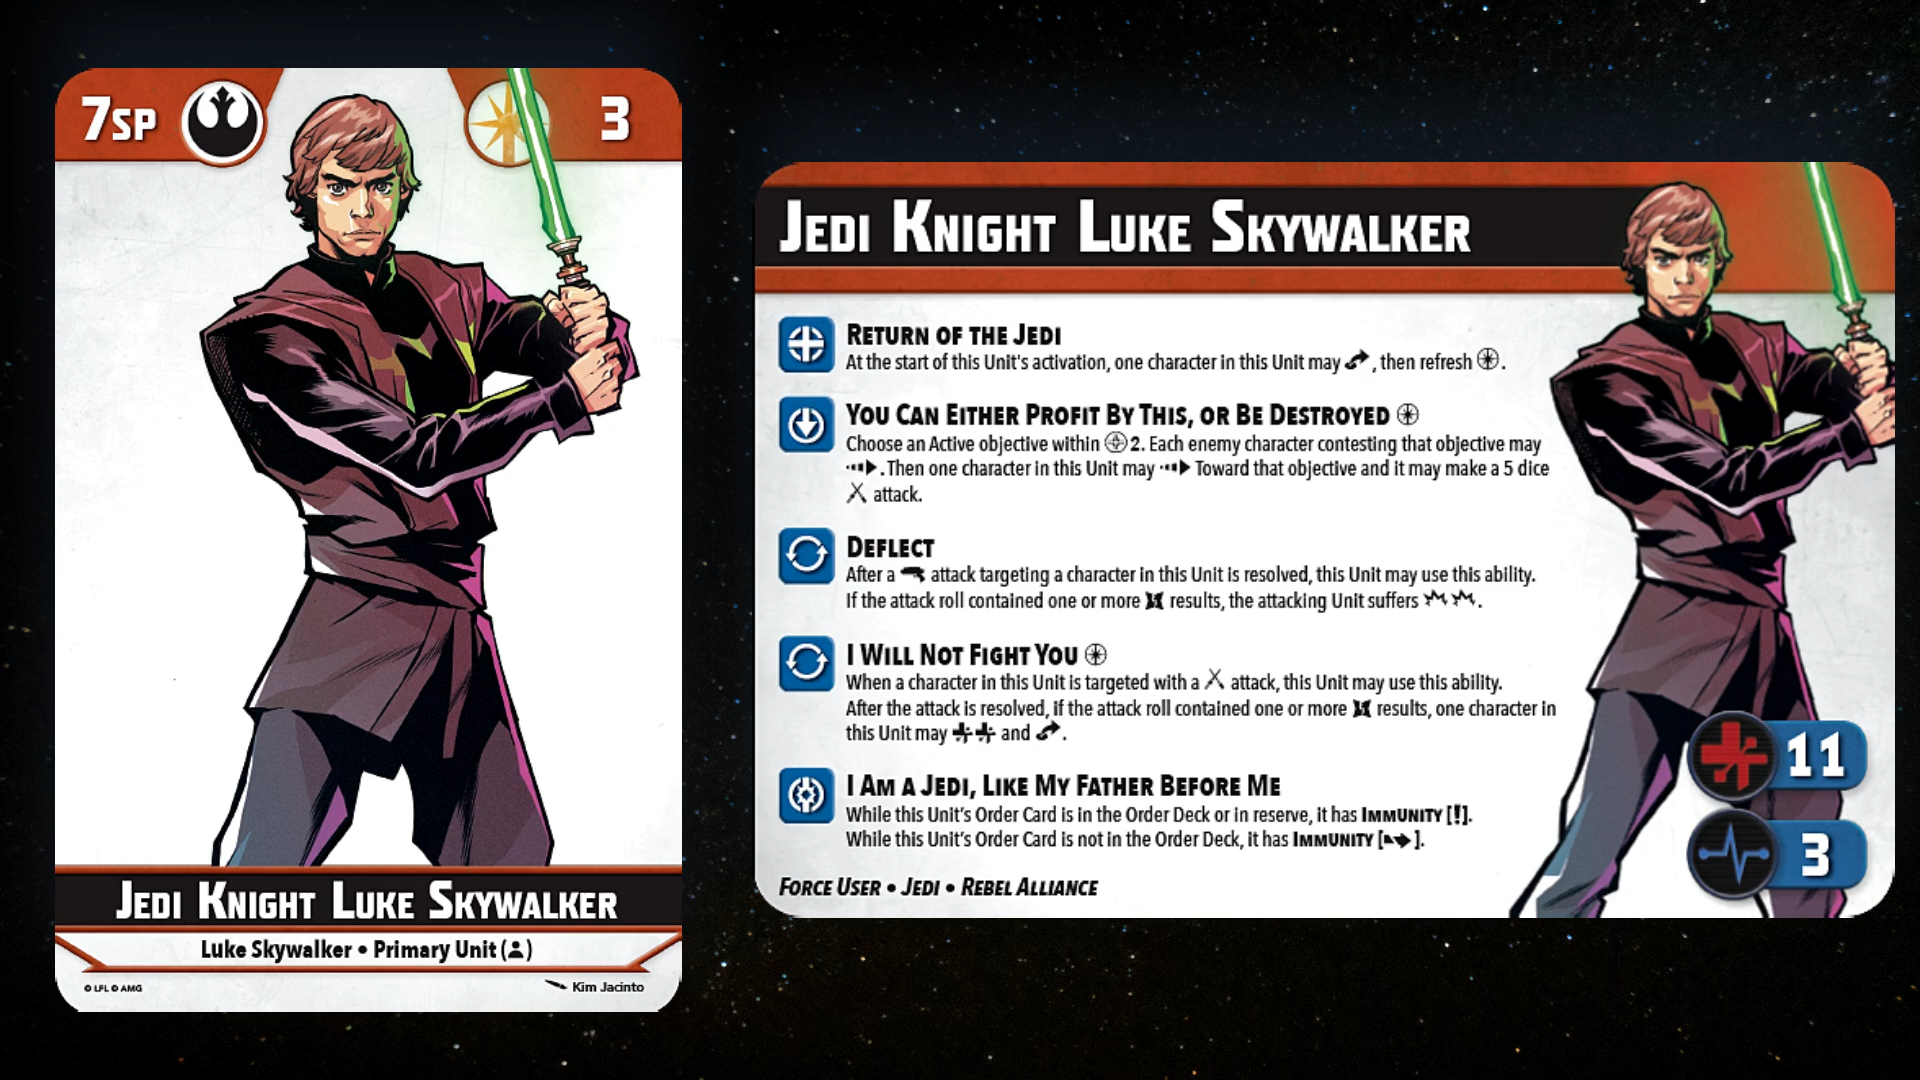 7SP
3
JEDI KNIGHT LUKE SKYWALKER
Luke Skywalker • Primary Unit ( )
© LFL © AMG
Kim Jacinto
JEDI KNIGHT LUKE SKYWALKER
RETURN OF THE JEDI
At the start of this Unit's activation, one character in this Unit may , then refresh .
YOU CAN EITHER PROFIT BY THIS, OR BE DESTROYED
Choose an Active objective within 2. Each enemy character contesting that objective may
. Then one character in this Unit may Toward that objective and it may make a 5 dice
attack.
DEFLECT
After a attack targeting a character in this Unit is resolved, this Unit may use this ability.
If the attack roll contained one or more results, the attacking Unit suffers .
I WILL NOT FIGHT YOU
When a character in this Unit is targeted with a attack, this Unit may use this ability.
After the attack is resolved, if the attack roll contained one or more results, one character in
this Unit may and .
I AM A JEDI, LIKE MY FATHER BEFORE ME
While this Unit's Order Card is in the Order Deck or in reserve, it has IMMUNITY [!].
While this Unit's Order Card is not in the Order Deck, it has IMMUNITY [ ].
FORCE USER • JEDI • REBEL ALLIANCE
11
3